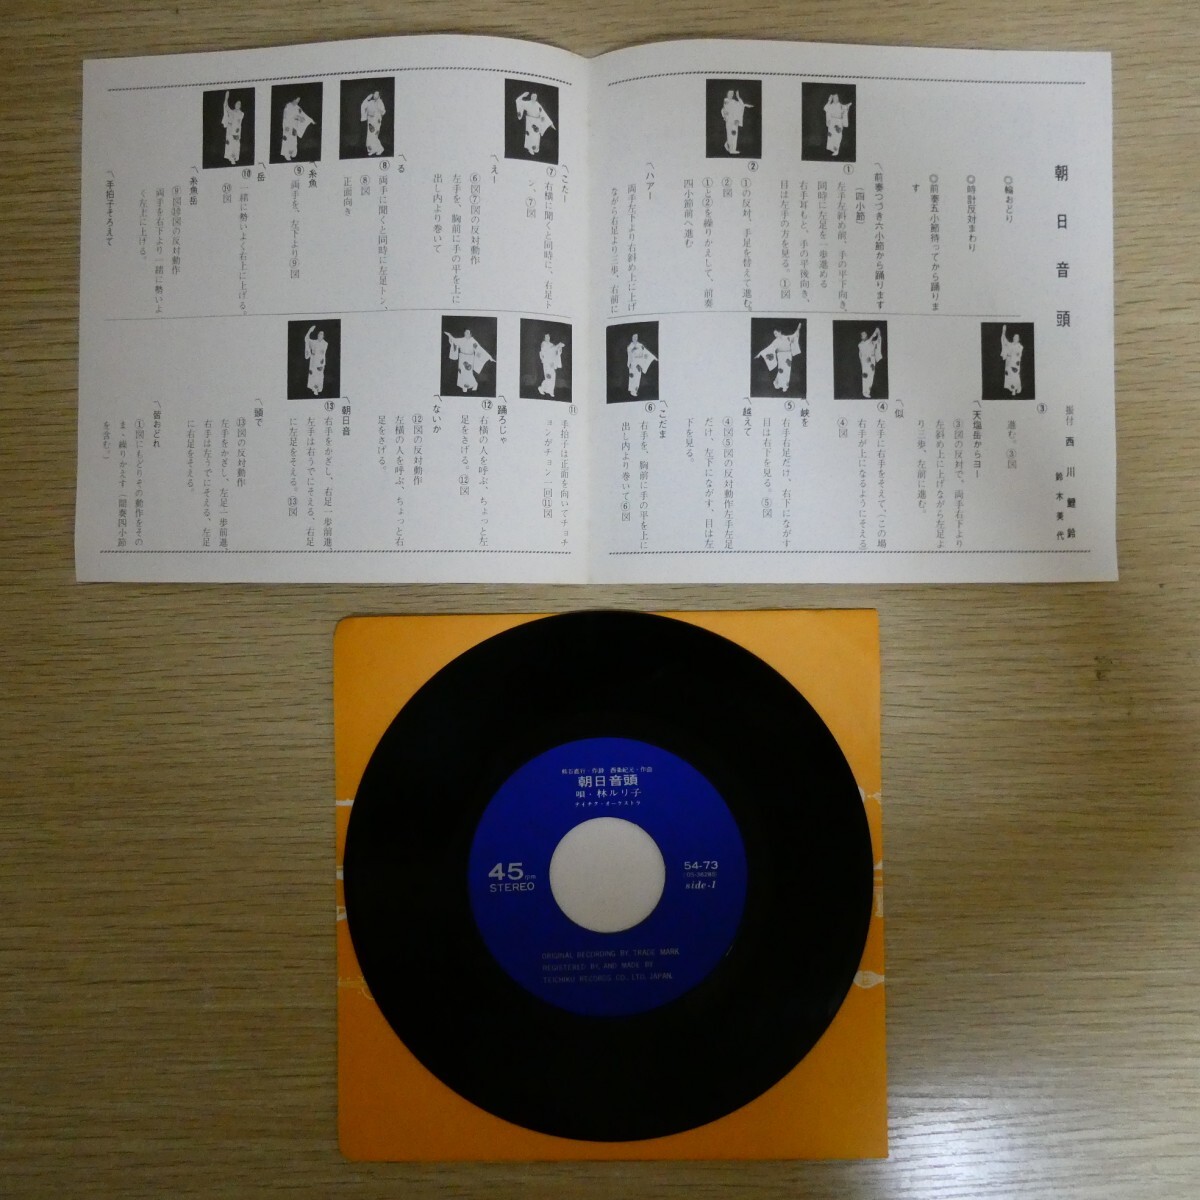 朝日音頭
振付 西川鯉鈴
鈴木美代
◎輪おどり
◎時計反対まわり
◎前奏五小節待ってから踊りま
す
〽前奏つづき六小節から踊ります
(四小節)
①
左手左斜め前、手の平下向き、
同時に左足を一歩進める
右手耳もと、手の平後向き、
目は左手の方を見る。①図
②
①の反対、手足を替えて進む。
②図
①と②を繰りかえして、前奏
四小節前へ進む
〽ハアー
両手左下より右斜め上に上げ
ながら右足より三歩、右前に
③
進む。③図
〽天塩岳からヨー
③図の反対で、両手右下より
左斜め上に上げながら左足よ
り三歩、左前に進む。
〽似
④
左手に右手をそえて、この場
右手が上になるようにそえる
④図
〽峡を
⑤
右手右足だけ、右下にながす
目は右下を見る。⑤図
〽越えて
④図⑤図の反対動作左手左足
だけ、左下にながす、目は左
下を見る。
〽こだま
⑥
右手を、胸前に手の平を上に
出し内より巻いて⑥図
〽こだー
⑦
右横に開くと同時に、右足ト
ン、⑦図
〽えー
⑥図⑦図の反対動作
左手を、胸前に手の平を上に
出し内より巻いて
〽る
⑧
両手に開くと同時に左足トン、
⑧図
正面向き
〽糸魚
⑨
両手を、左下より⑨図
〽岳
⑩
一緒に勢いよく右上に上げる。
⑩図
〽糸魚岳
⑨図⑩図の反対動作
両手を右下より一緒に勢いよ
く左上に上げる。
〽手拍子そろえて
⑪
手拍子は正面を向いてチョチ
ョンがチョン一回⑪図
〽踊ろじゃ
⑫
右横の人を呼ぶ、ちょっと左
足をさげる。⑫図
〽ないか
⑫図の反対動作
左横の人を呼ぶ、ちょっと右
足をさげる。
〽朝日音
⑬
右手をかざし、右足一歩前進、
左手は右うでにそえる、右足
に左足をそえる。⑬図
〽頭で
⑬図の反対動作
左手をかざし、左足一歩前進、
右手は左うでにそえる、左足
に右足をそえる。
〽皆おどれ
①図にもどりその動作をその
まゝ繰りかえす(間奏四小節
を含む。)
作詩 西条紀元・作曲
朝日音頭
唄・林ルリ子
テイチク・オーケストラ
45 rpm
STEREO
54-73
side-1
ORIGINAL RECORDING BY TRADE MARK
REGISTERED BY AND MADE BY
TEICHIKU RECORDS CO. LTD. JAPAN.